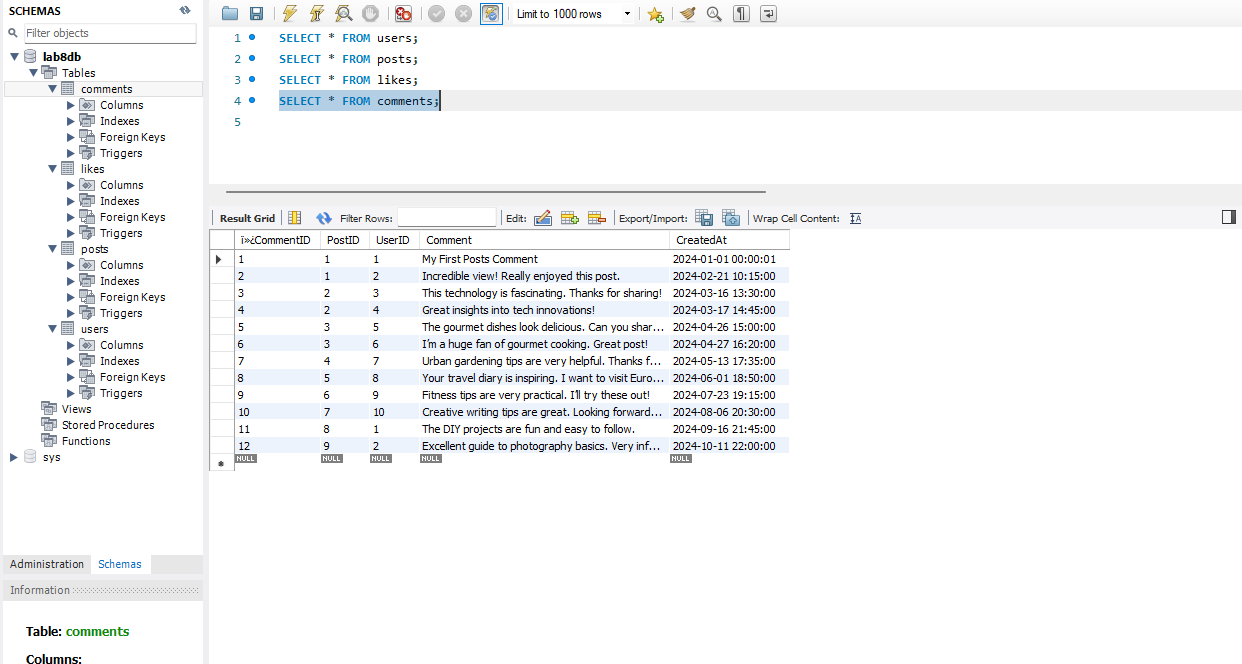 SCHEMAS
Filter objects
lab8db
Tables
comments
Columns
Indexes
Foreign Keys
Triggers
likes
Columns
Indexes
Foreign Keys
Triggers
posts
Columns
Indexes
Foreign Keys
Triggers
users
Columns
Indexes
Foreign Keys
Triggers
Views
Stored Procedures
Functions
sys
Administration Schemas
Information
Table: comments
Columns:
Limit to 1000 rows
1 SELECT * FROM users;
2 SELECT * FROM posts;
3 SELECT * FROM likes;
4 SELECT * FROM comments;
5
Result Grid Filter Rows: Edit: Export/Import: Wrap Cell Content: IA
ï»¿CommentID PostID UserID Comment CreatedAt
1 1 1 My First Posts Comment 2024-01-01 00:00:01
2 1 2 Incredible view! Really enjoyed this post. 2024-02-21 10:15:00
3 2 3 This technology is fascinating. Thanks for sharing! 2024-03-16 13:30:00
4 2 4 Great insights into tech innovations! 2024-03-17 14:45:00
5 3 5 The gourmet dishes look delicious. Can you shar... 2024-04-26 15:00:00
6 3 6 I'm a huge fan of gourmet cooking. Great post! 2024-04-27 16:20:00
7 4 7 Urban gardening tips are very helpful. Thanks f... 2024-05-13 17:35:00
8 5 8 Your travel diary is inspiring. I want to visit Euro... 2024-06-01 18:50:00
9 6 9 Fitness tips are very practical. I'll try these out! 2024-07-23 19:15:00
10 7 10 Creative writing tips are great. Looking forward... 2024-08-06 20:30:00
11 8 1 The DIY projects are fun and easy to follow. 2024-09-16 21:45:00
12 9 2 Excellent guide to photography basics. Very inf... 2024-10-11 22:00:00
NULL NULL NULL NULL NULL